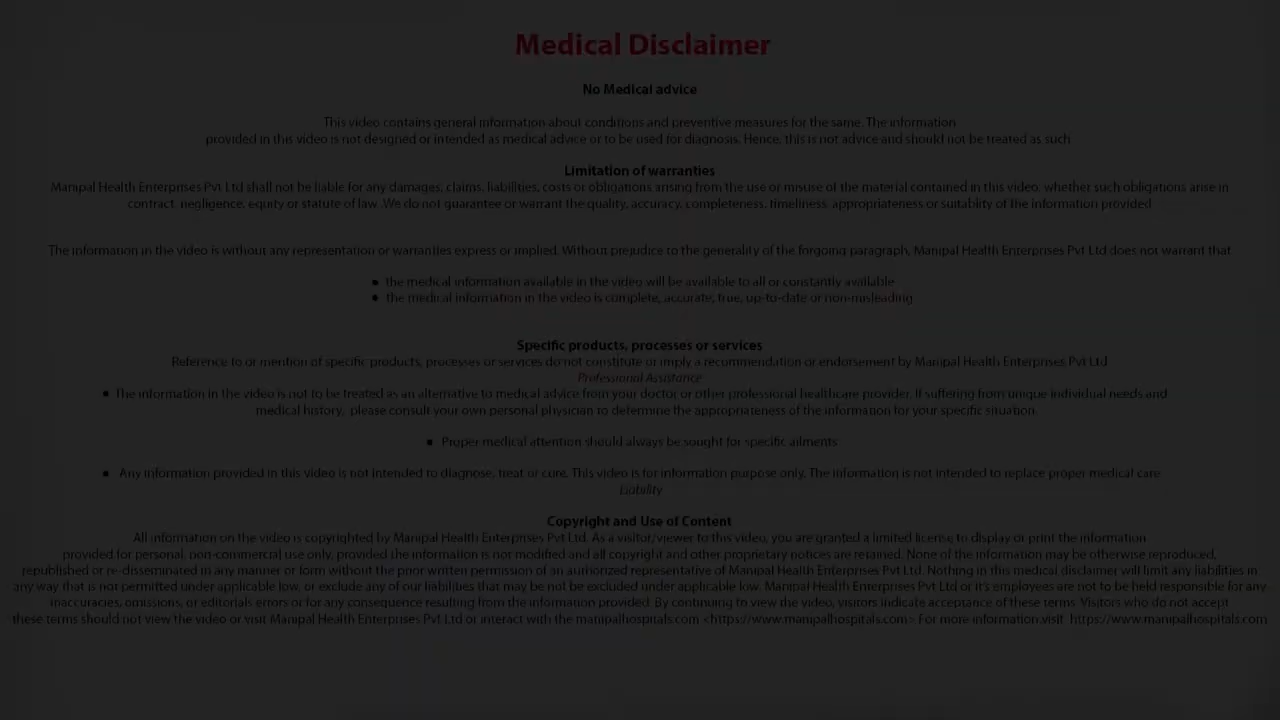 Medical Disclaimer
No Medical advice
This video contains general information about conditions and preventive measures for the same. The information
provided in this video is not designed or intended as medical advice or to be used for diagnosis. Hence, this is not advice and should not be treated as such
Limitation of warranties
Manipal Health Enterprises Pvt Ltd shall not be liable for any damages, claims, liabilities, costs or obligations arising from the use or misuse of the material contained in this video, whether such obligations arise in
contract, negligence, equity or statute of law. We do not guarantee or warrant the quality, accuracy, completeness, timeliness, appropriateness or suitablity of the information provided
The information in the video is without any representation or warranties express or implied. Without prejudice to the generality of the forgoing paragraph, Manipal Health Enterprises Pvt Ltd does not warrant that
● the medical information available in the video will be available to all or constantly available
● the medical information in the video is complete, accurate, true, up-to-date or non-misleading
Specific products, processes or services
Reference to or mention of specific products, processes or services do not constitute or imply a recommendation or endorsement by Manipal Health Enterprises Pvt Ltd
Professional Assistance
● The information in the video is not to be treated as an alternative to medical advice from your doctor or other professional healthcare provider. If suffering from unique individual needs and
medical history, please consult your own personal physician to determine the appropriateness of the information for your specific situation.
● Proper medical attention should always be sought for specific ailments
● Any information provided in this video is not intended to diagnose, treat or cure. This video is for information purpose only. The information is not intended to replace proper medical care
Liability
Copyright and Use of Content
All information on the video is copyrighted by Manipal Health Enterprises Pvt Ltd. As a visitor/viewer to this video, you are granted a limited license to display or print the information
provided for personal, non-commercial use only, provided the information is not modified and all copyright and other proprietary notices are retained. None of the information may be otherwise reproduced,
republished or re-disseminated in any manner or form without the prior written permission of an authorized representative of Manipal Health Enterprises Pvt Ltd. Nothing in this medical disclaimer will limit any liabilities in
any way that is not permitted under applicable low, or exclude any of our liabilities that may be not be excluded under applicable low. Manipal Health Enterprises Pvt Ltd or it's employees are not to be held responsible for any
inaccuracies, omissions, or editorials errors or for any consequence resulting from the information provided. By continuing to view the video, visitors indicate acceptance of these terms. Visitors who do not accept
these terms should not view the video or visit Manipal Health Enterprises Pvt Ltd or interact with the manipalhospitals.com <https://www.manipalhospitals.com> For more information visit https://www.manipalhospitals.com